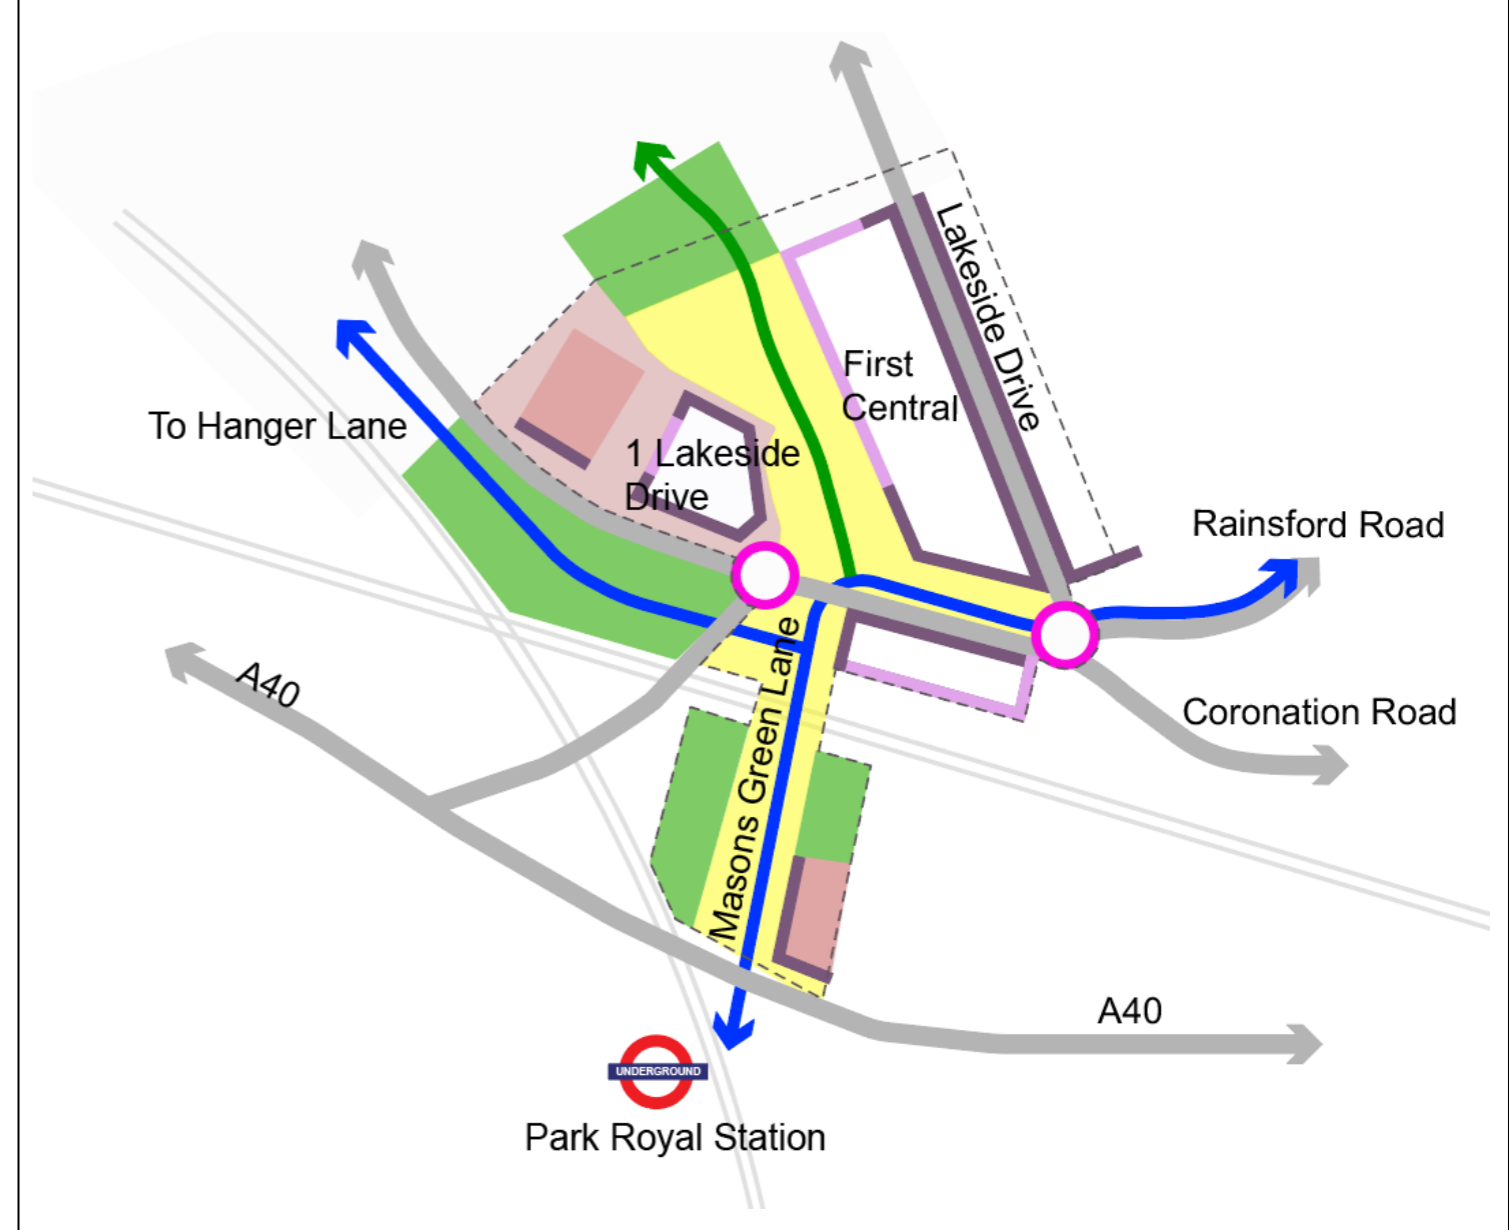 Lakeside Drive
First
Central
To Hanger Lane
1 Lakeside
Drive
Rainsford Road
Masons Green Lane
A40
Coronation Road
A40
UNDERGROUND
Park Royal Station